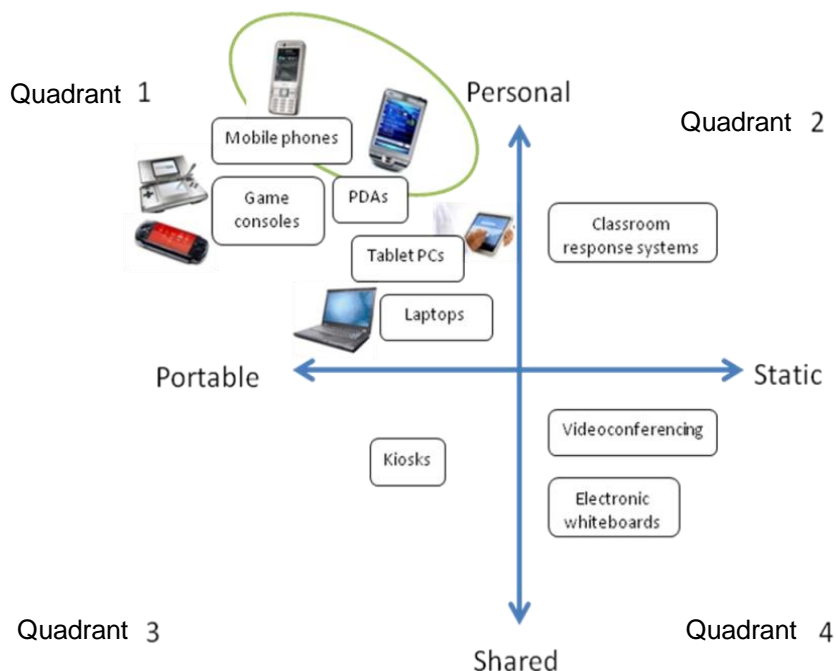 Quadrant 1
Personal
Quadrant 2
Mobile phones
Game
consoles
PDAs
Classroom
response systems
Tablet PCs
Laptops
Portable
Static
Videoconferencing
Kiosks
Electronic
whiteboards
Quadrant 3
Quadrant 4
Shared